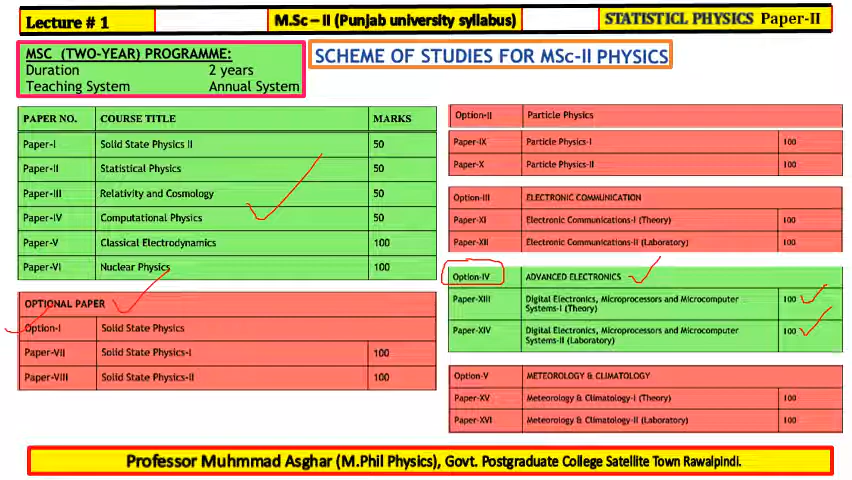 Lecture # 1
M.Sc – II (Punjab university syllabus)
STATISTICL PHYSICS Paper-II
MSC (TWO-YEAR) PROGRAMME:
Duration 2 years
Teaching System Annual System
SCHEME OF STUDIES FOR MSc-II PHYSICS
PAPER NO. COURSE TITLE MARKS
Paper-I Solid State Physics II 50
Paper-II Statistical Physics 50
Paper-III Relativity and Cosmology 50
Paper-IV Computational Physics 50
Paper-V Classical Electrodynamics 100
Paper-VI Nuclear Physics 100
OPTIONAL PAPER
Option-I Solid State Physics
Paper-VII Solid State Physics-I 100
Paper-VIII Solid State Physics-II 100
Option-II Particle Physics
Paper-IX Particle Physics-I 100
Paper-X Particle Physics-II 100
Option-III ELECTRONIC COMMUNICATION
Paper-XI Electronic Communications-I (Theory) 100
Paper-XII Electronic Communications-II (Laboratory) 100
Option-IV ADVANCED ELECTRONICS
Paper-XIII Digital Electronics, Microprocessors and Microcomputer 100
Systems-I (Theory)
Paper-XIV Digital Electronics, Microprocessors and Microcomputer 100
Systems-II (Laboratory)
Option-V METEOROLOGY & CLIMATOLOGY
Paper-XV Meteorology & Climatology-I (Theory) 100
Paper-XVI Meteorology & Climatology-II (Laboratory) 100
Professor Muhmmad Asghar (M.Phil Physics), Govt. Postgraduate College Satellite Town Rawalpindi.